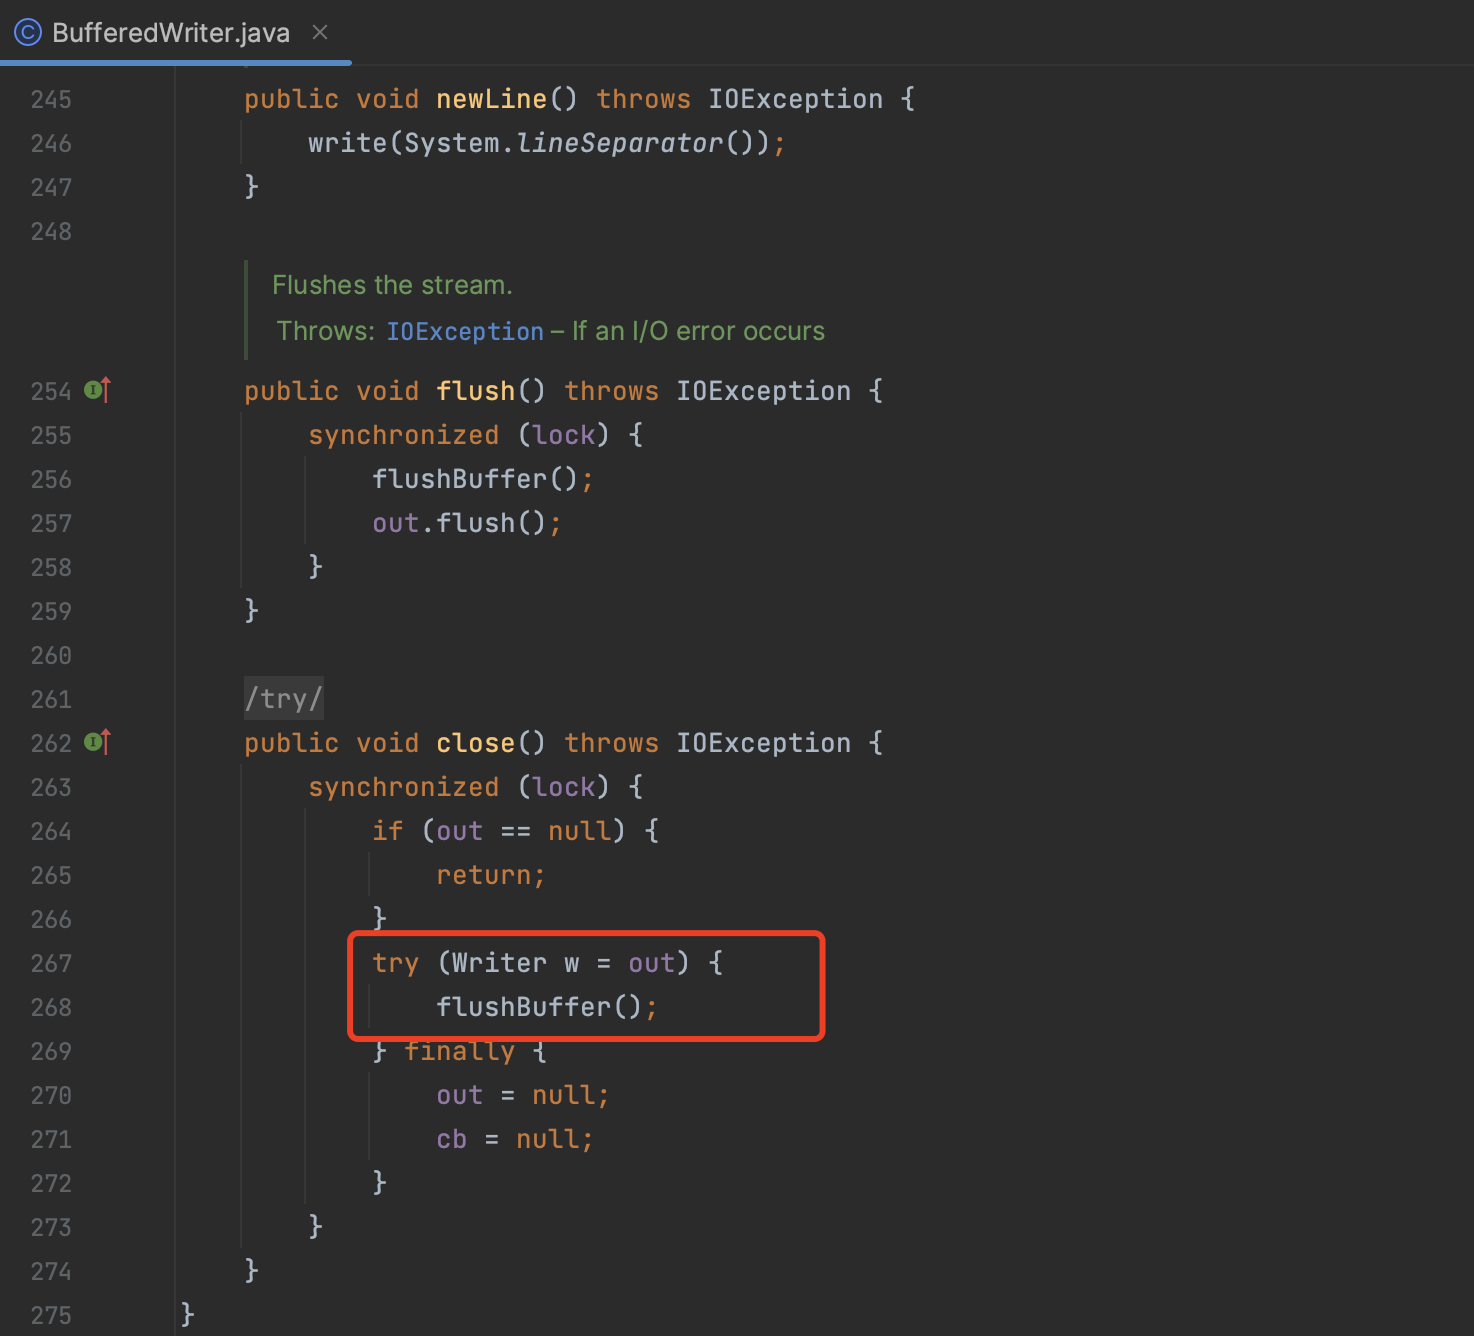 BufferedWriter.java
245 public void newLine() throws IOException {
246 write(System.lineSeparator());
247 }
248
Flushes the stream.
Throws: IOException – If an I/O error occurs
254 public void flush() throws IOException {
255 synchronized (lock) {
256 flushBuffer();
257 out.flush();
258 }
259 }
260
261 /try/
262 public void close() throws IOException {
263 synchronized (lock) {
264 if (out == null) {
265 return;
266 }
267 try (Writer w = out) {
268 flushBuffer();
269 } finally {
270 out = null;
271 cb = null;
272 }
273 }
274 }
275 }